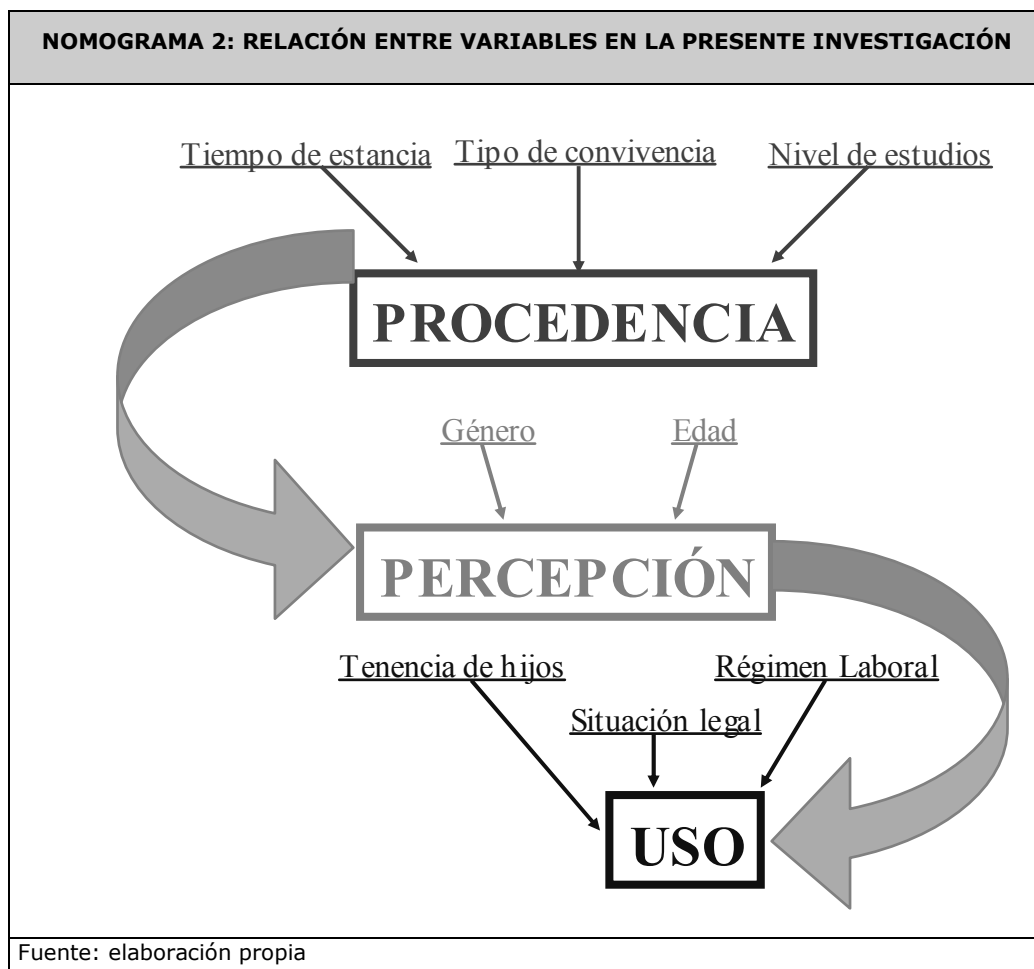 NOMOGRAMA 2: RELACIÓN ENTRE VARIABLES EN LA PRESENTE INVESTIGACIÓN
Tiempo de estancia Tipo de convivencia Nivel de estudios
PROCEDENCIA
Género Edad
PERCEPCIÓN
Tenencia de hijos Régimen Laboral
Situación legal
USO
Fuente: elaboración propia